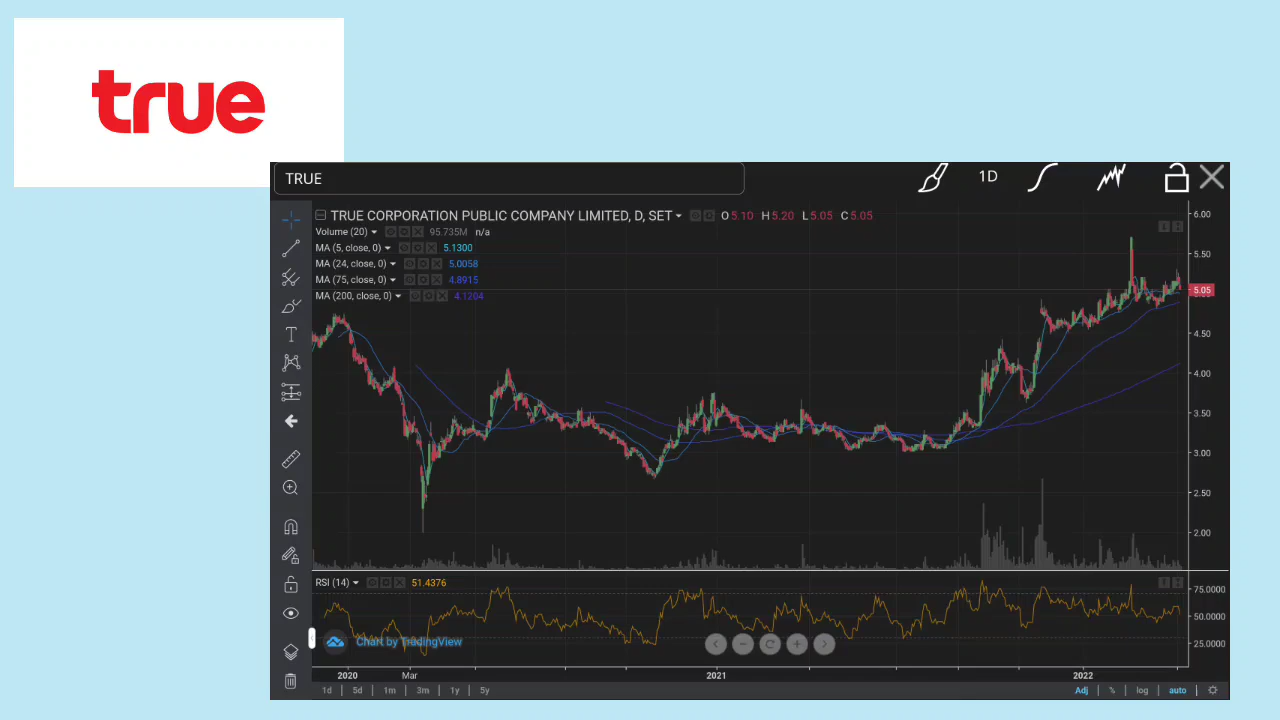 true
TRUE
1D
TRUE CORPORATION PUBLIC COMPANY LIMITED, D, SET O5.10 H5.20 L5.05 C5.05
Volume (20) 95.735M n/a
MA (5, close, 0) 5.1300
MA (24, close, 0) 5.0058
MA (75, close, 0) 4.8915
MA (200, close, 0) 4.1204
6.00
5.50
5.05
4.50
4.00
3.50
3.00
2.50
2.00
RSI (14) 51.4376
75.0000
50.0000
25.0000
Chart by TradingView
2020 Mar 2021 2022
1d 5d 1m 3m 1y 5y Adj % log auto